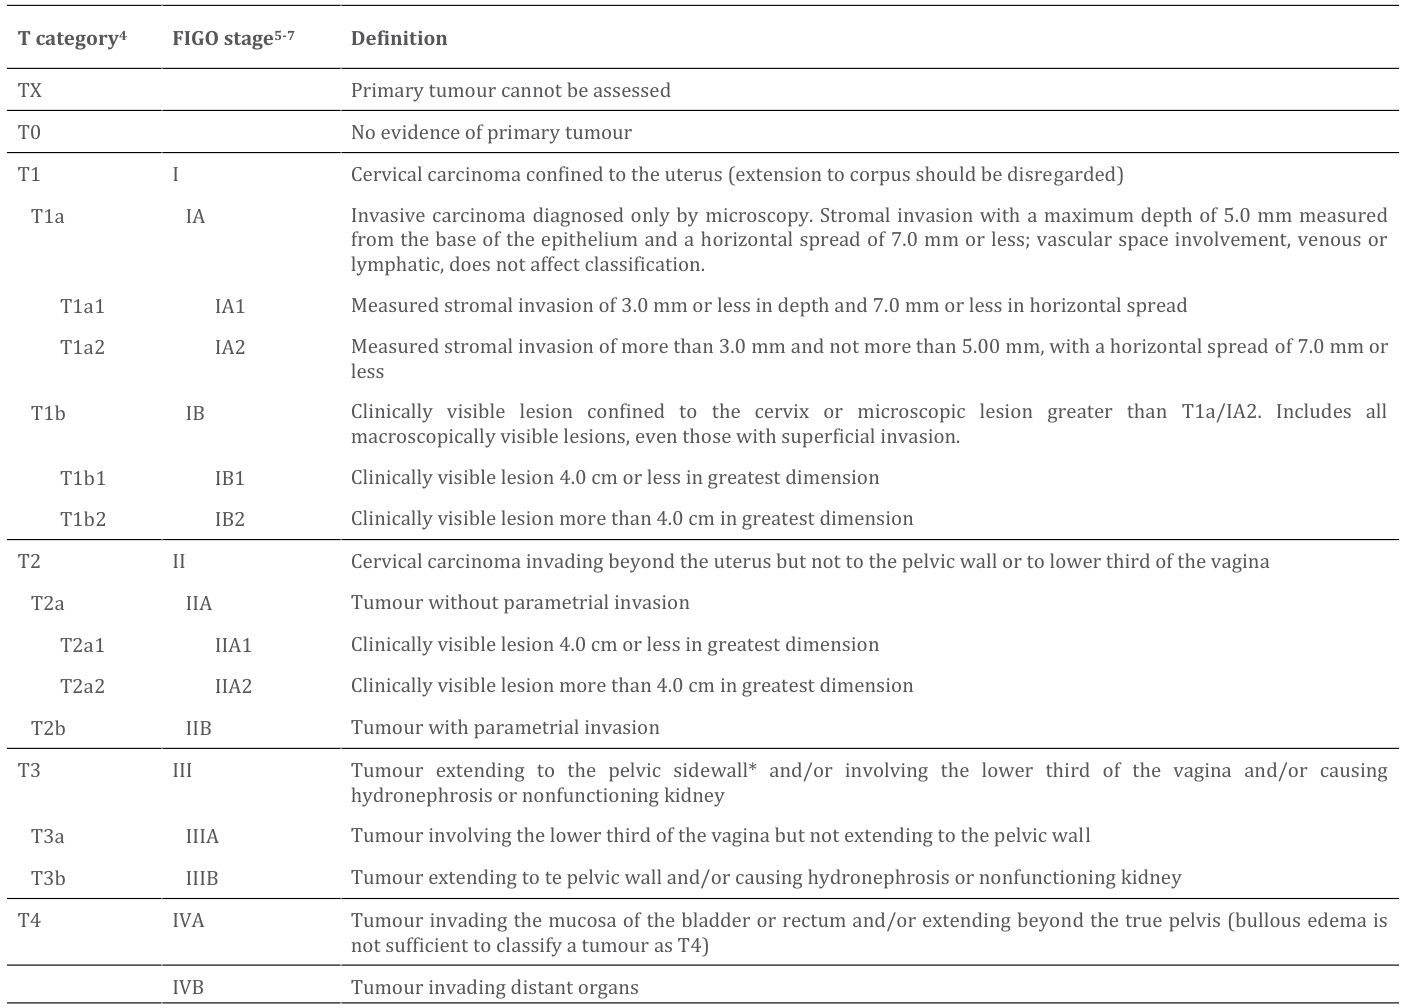 T category⁴ FIGO stage⁵⁻⁷ Definition
TX Primary tumour cannot be assessed
T0 No evidence of primary tumour
T1 I Cervical carcinoma confined to the uterus (extension to corpus should be disregarded)
T1a IA Invasive carcinoma diagnosed only by microscopy. Stromal invasion with a maximum depth of 5.0 mm measured
from the base of the epithelium and a horizontal spread of 7.0 mm or less; vascular space involvement, venous or
lymphatic, does not affect classification.
T1a1 IA1 Measured stromal invasion of 3.0 mm or less in depth and 7.0 mm or less in horizontal spread
T1a2 IA2 Measured stromal invasion of more than 3.0 mm and not more than 5.00 mm, with a horizontal spread of 7.0 mm or
less
T1b IB Clinically visible lesion confined to the cervix or microscopic lesion greater than T1a/IA2. Includes all
macroscopically visible lesions, even those with superficial invasion.
T1b1 IB1 Clinically visible lesion 4.0 cm or less in greatest dimension
T1b2 IB2 Clinically visible lesion more than 4.0 cm in greatest dimension
T2 II Cervical carcinoma invading beyond the uterus but not to the pelvic wall or to lower third of the vagina
T2a IIA Tumour without parametrial invasion
T2a1 IIA1 Clinically visible lesion 4.0 cm or less in greatest dimension
T2a2 IIA2 Clinically visible lesion more than 4.0 cm in greatest dimension
T2b IIB Tumour with parametrial invasion
T3 III Tumour extending to the pelvic sidewall* and/or involving the lower third of the vagina and/or causing
hydronephrosis or nonfunctioning kidney
T3a IIIA Tumour involving the lower third of the vagina but not extending to the pelvic wall
T3b IIIB Tumour extending to te pelvic wall and/or causing hydronephrosis or nonfunctioning kidney
T4 IVA Tumour invading the mucosa of the bladder or rectum and/or extending beyond the true pelvis (bullous edema is
not sufficient to classify a tumour as T4)
IVB Tumour invading distant organs